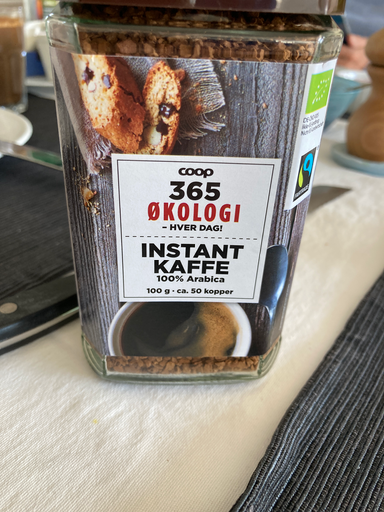 coop
365
ØKOLOGI
– HVER DAG!
INSTANT
KAFFE
100% Arabica
100 g · ca. 50 kopper